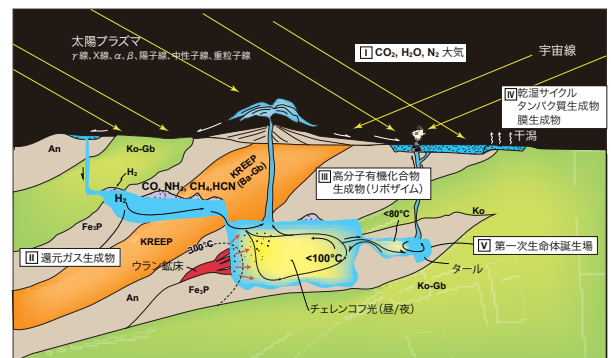 太陽プラズマ
γ線、X線、α、β、陽子線、中性子線、重粒子線
I CO₂, H₂O, N₂ 大気
宇宙線
IV 乾湿サイクル
タンパク質生成物
膜生成物
干潟
An
Ko-Gb
H₂
CO, NH₃, CH₄,HCN
KREEP
(Ba-Gb)
III 高分子有機化合物
生成物(リボザイム)
H₂
Fe₃P
KREEP
II 還元ガス生成物
300℃
ウラン鉱床
<100°C
<80°C
Ko
V 第一次生命体誕生場
タール
Ko-Gb
An
Fe₃P
チェレンコフ光(昼/夜)